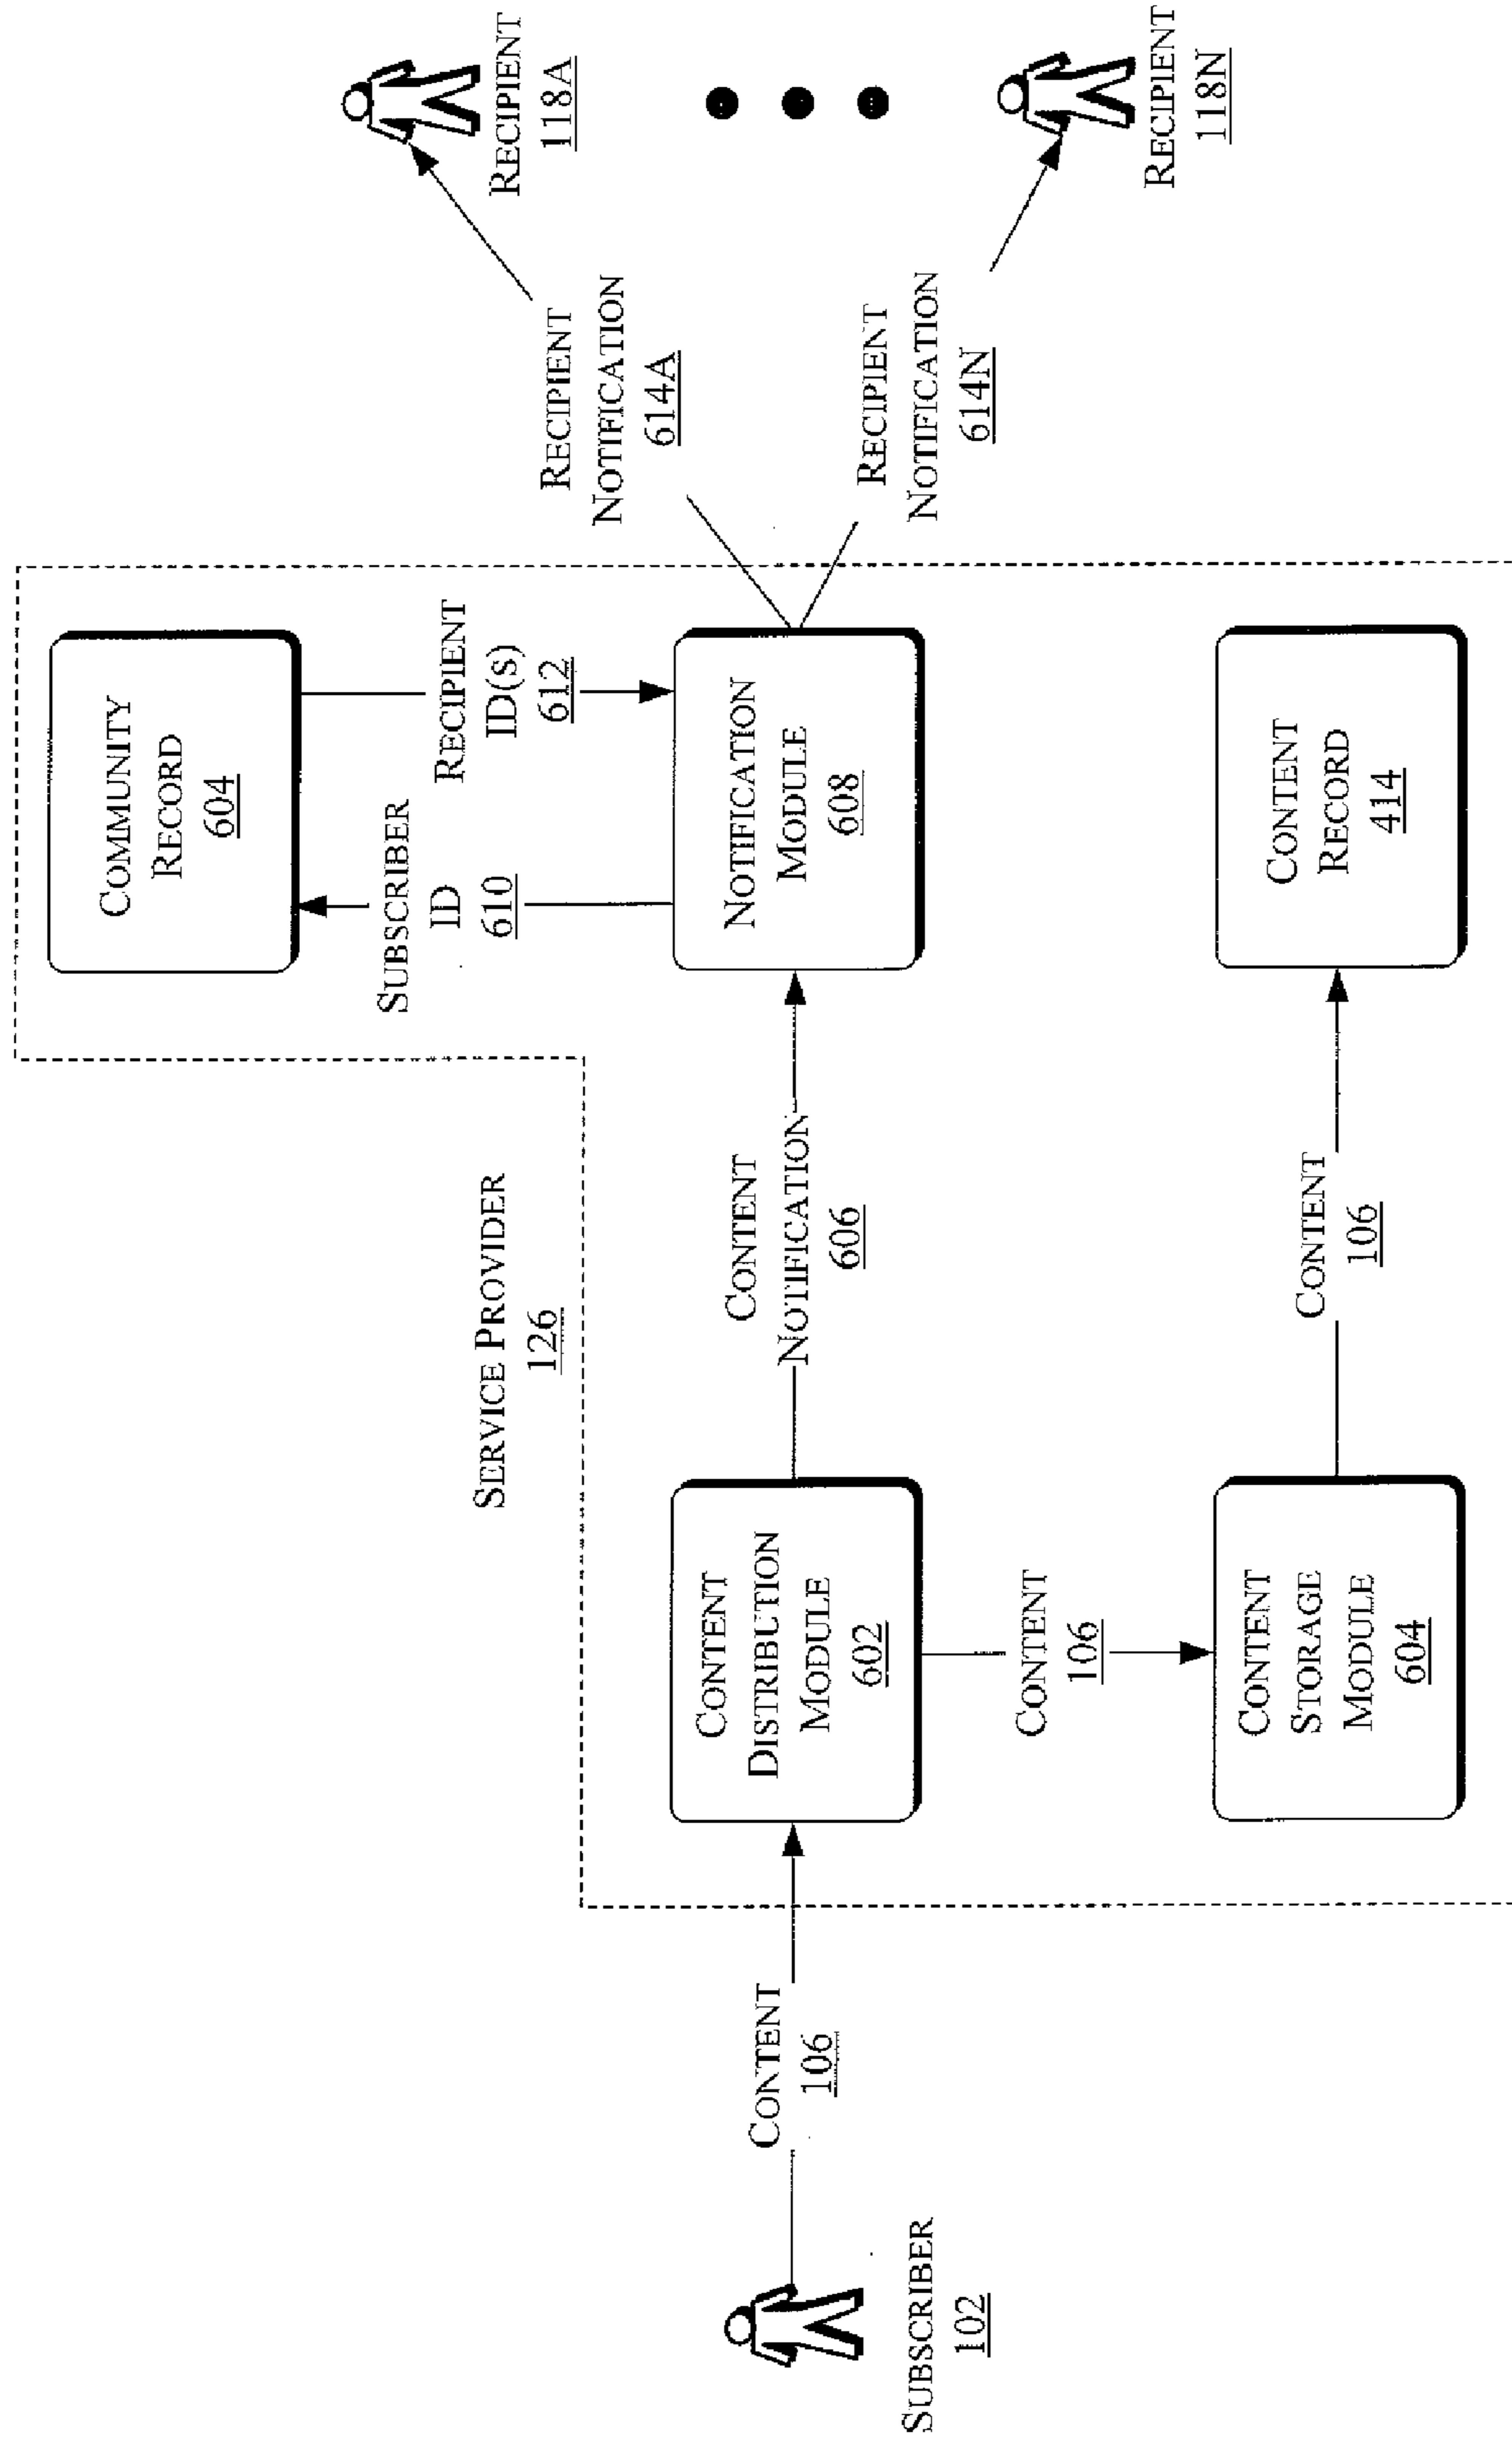 SERVICE PROVIDER
126
COMMUNITY
RECORD
604
SUBSCRIBER
ID
610
RECIPIENT
ID(S)
612
SUBSCRIBER
102
CONTENT
106
CONTENT
DISTRIBUTION
MODULE
602
CONTENT
NOTIFICATION
606
NOTIFICATION
MODULE
608
RECIPIENT
NOTIFICATION
614A
RECIPIENT
118A
RECIPIENT
NOTIFICATION
614N
RECIPIENT
118N
CONTENT
106
CONTENT
STORAGE
MODULE
604
CONTENT
106
CONTENT
RECORD
414